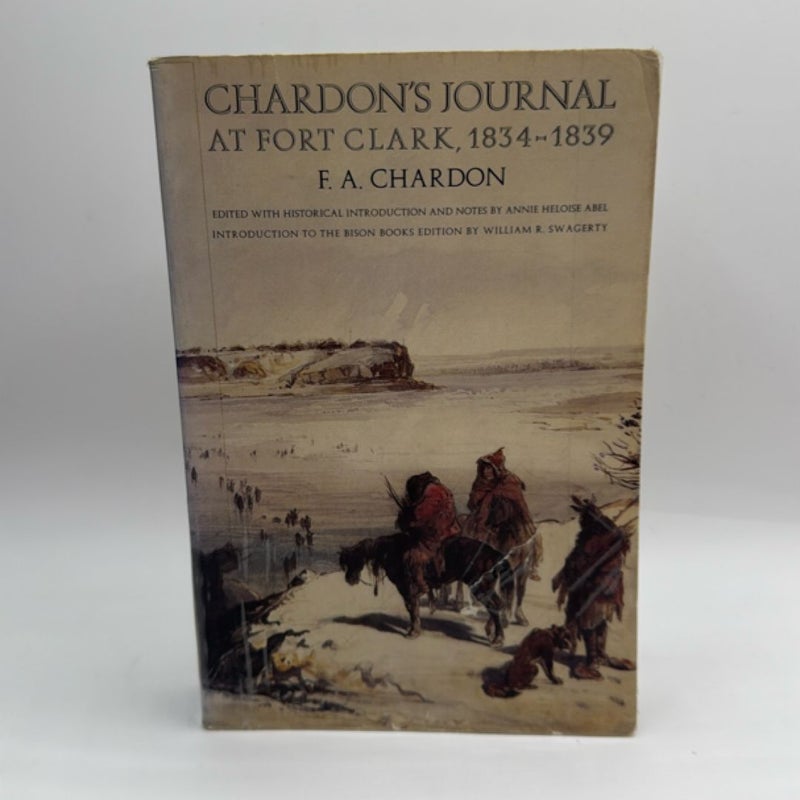 CHARDON'S JOURNAL
AT FORT CLARK, 1834-1839
F. A. CHARDON
EDITED WITH HISTORICAL INTRODUCTION AND NOTES BY ANNIE HELOISE ABEL
INTRODUCTION TO THE BISON BOOKS EDITION BY WILLIAM R. SWAGERTY